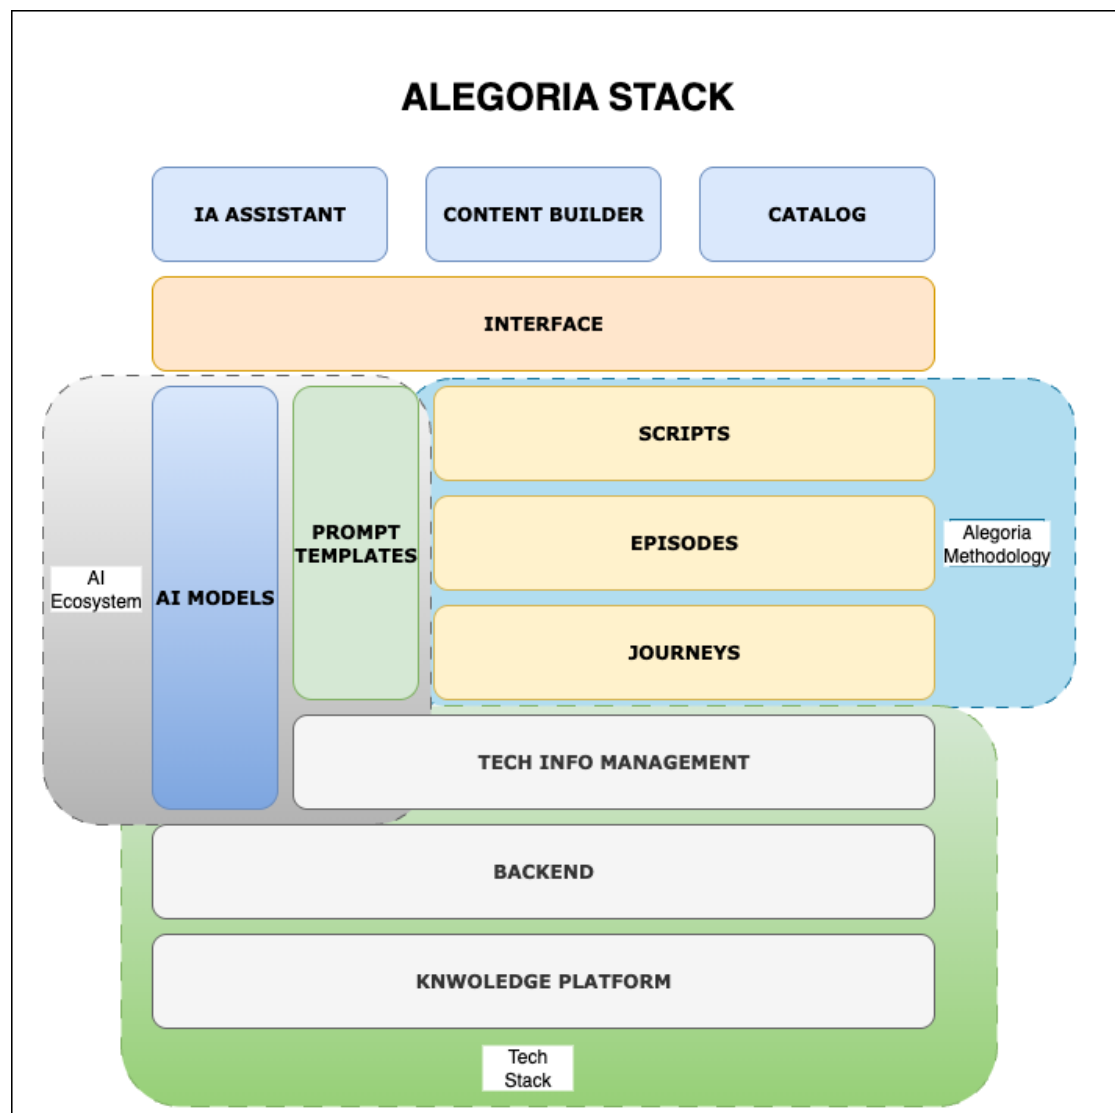 ALEGORIA STACK
IA ASSISTANT
CONTENT BUILDER
CATALOG
INTERFACE
SCRIPTS
PROMPT
TEMPLATES
EPISODES
Alegoria
Methodology
AI
Ecosystem
AI MODELS
JOURNEYS
TECH INFO MANAGEMENT
BACKEND
KNWOLEDGE PLATFORM
Tech
Stack